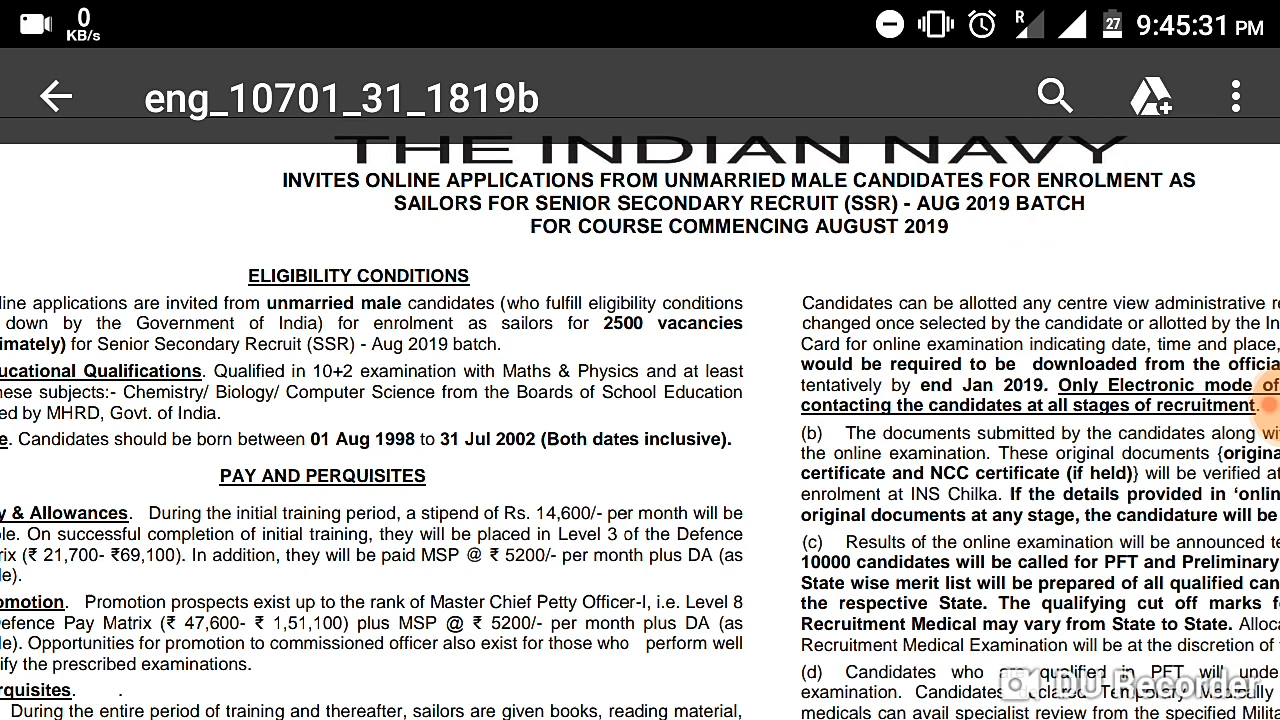 0
KB/s
R
27
9:45:31 PM
eng_10701_31_1819b
THE INDIAN NAVY
INVITES ONLINE APPLICATIONS FROM UNMARRIED MALE CANDIDATES FOR ENROLMENT AS
SAILORS FOR SENIOR SECONDARY RECRUIT (SSR) - AUG 2019 BATCH
FOR COURSE COMMENCING AUGUST 2019
ELIGIBILITY CONDITIONS
line applications are invited from unmarried male candidates (who fulfill eligibility conditions
down by the Government of India) for enrolment as sailors for 2500 vacancies
imately) for Senior Secondary Recruit (SSR) - Aug 2019 batch.
ucational Qualifications. Qualified in 10+2 examination with Maths & Physics and at least
hese subjects:- Chemistry/ Biology/ Computer Science from the Boards of School Education
ed by MHRD, Govt. of India.
e. Candidates should be born between 01 Aug 1998 to 31 Jul 2002 (Both dates inclusive).
PAY AND PERQUISITES
y & Allowances. During the initial training period, a stipend of Rs. 14,600/- per month will be
le. On successful completion of initial training, they will be placed in Level 3 of the Defence
rix (₹ 21,700- ₹69,100). In addition, they will be paid MSP @ ₹ 5200/- per month plus DA (as
le).
omotion. Promotion prospects exist up to the rank of Master Chief Petty Officer-I, i.e. Level 8
efence Pay Matrix (₹ 47,600- ₹ 1,51,100) plus MSP @ ₹ 5200/- per month plus DA (as
le). Opportunities for promotion to commissioned officer also exist for those who perform well
ify the prescribed examinations.
rquisites. .
During the entire period of training and thereafter, sailors are given books, reading material,
Candidates can be allotted any centre view administrative r
changed once selected by the candidate or allotted by the In
Card for online examination indicating date, time and place,
would be required to be downloaded from the officia
tentatively by end Jan 2019. Only Electronic mode of
contacting the candidates at all stages of recruitment.
(b) The documents submitted by the candidates along wi
the online examination. These original documents {origina
certificate and NCC certificate (if held)} will be verified at
enrolment at INS Chilka. If the details provided in ‘onlin
original documents at any stage, the candidature will be
(c) Results of the online examination will be announced te
10000 candidates will be called for PFT and Preliminary
State wise merit list will be prepared of all qualified can
the respective State. The qualifying cut off marks f
Recruitment Medical may vary from State to State. Alloca
Recruitment Medical Examination will be at the discretion of
(d) Candidates who are qualified in PFT will unde
examination. Candidates declared Temporary Medically
medicals can avail specialist review from the specified Milita
DU Recorder